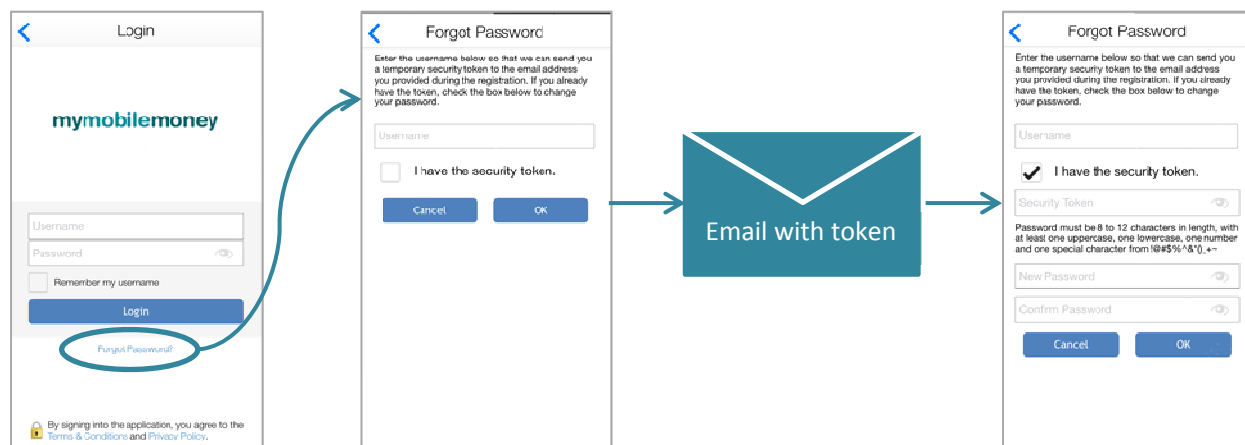 Login
mymobilemoney
Username
Password
Remember my username
Login
Forgot Password?
By signing into the application, you agree to the
Terms & Conditions and Privacy Policy.
Forgot Password
Enter the username below so that we can send you
a temporary security token to the email address
you provided during the registration. If you already
have the token, check the box below to change
your password.
Username
I have the security token.
Cancel
OK
Email with token
Forgot Password
Enter the username below so that we can send you
a temporary security token to the email address
you provided during the registration. If you already
have the token, check the box below to change
your password.
Username
I have the security token.
Security Token
Password must be 8 to 12 characters in length, with
at least one uppercase, one lowercase, one number
and one special character from !@#$%^&*()_+~
New Password
Confirm Password
Cancel
OK